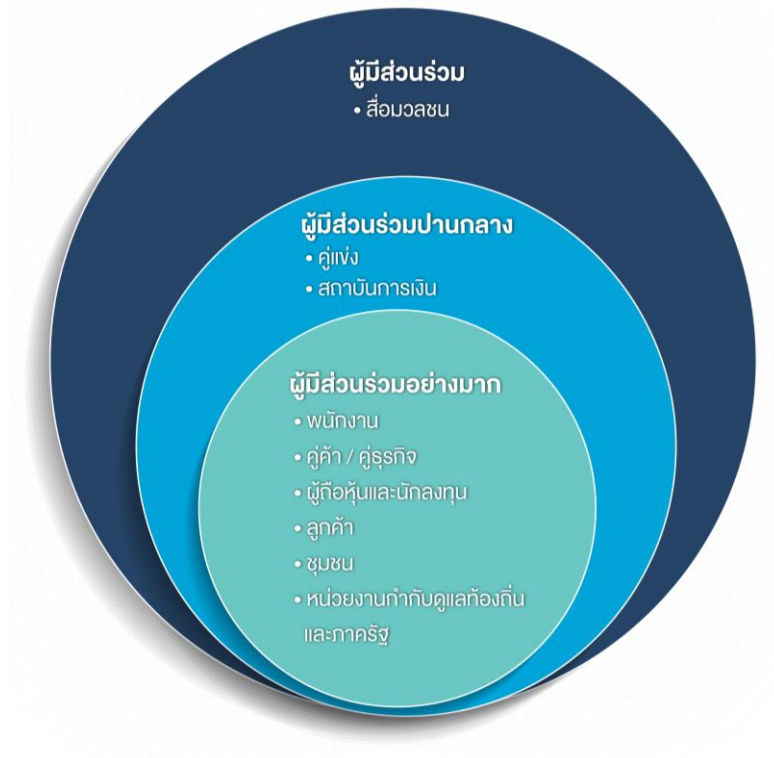 ผู้มีส่วนร่วม
• สื่อมวลชน
ผู้มีส่วนร่วมปานกลาง
• คู่แข่ง
• สถาบันการเงิน
ผู้มีส่วนร่วมอย่างมาก
• พนักงาน
• คู่ค้า / คู่ธุรกิจ
• ผู้ถือหุ้นและนักลงทุน
• ลูกค้า
• ชุมชน
• หน่วยงานกำกับดูแลท้องถิ่น
และภาครัฐ